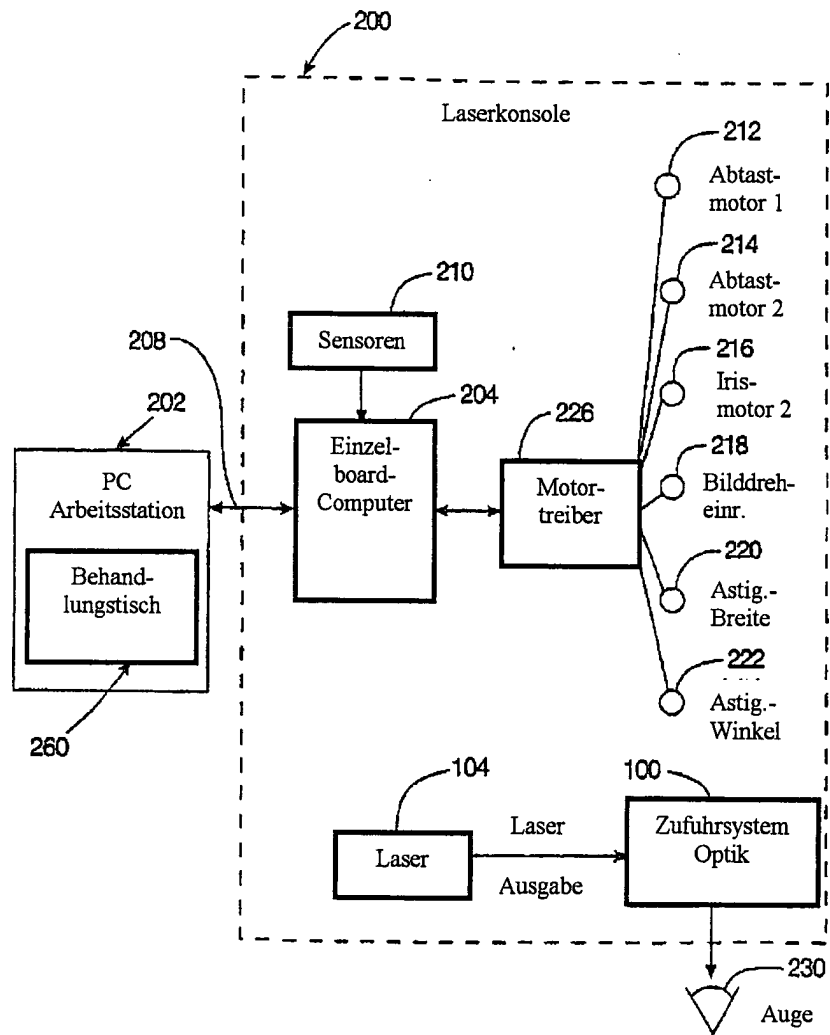 200
Laserkonsole
212
Abtast-
motor 1
214
Abtast-
motor 2
210
Sensoren
216
Iris-
motor 2
208
204
226
202
Einzel-
board-
Computer
Motor-
treiber
218
Bilddreh-
einr.
PC
Arbeitsstation
Behand-
lungstisch
220
Astig.-
Breite
222
Astig.-
Winkel
260
104
100
Laser
Laser
Ausgabe
Zufuhrsystem
Optik
230
Auge